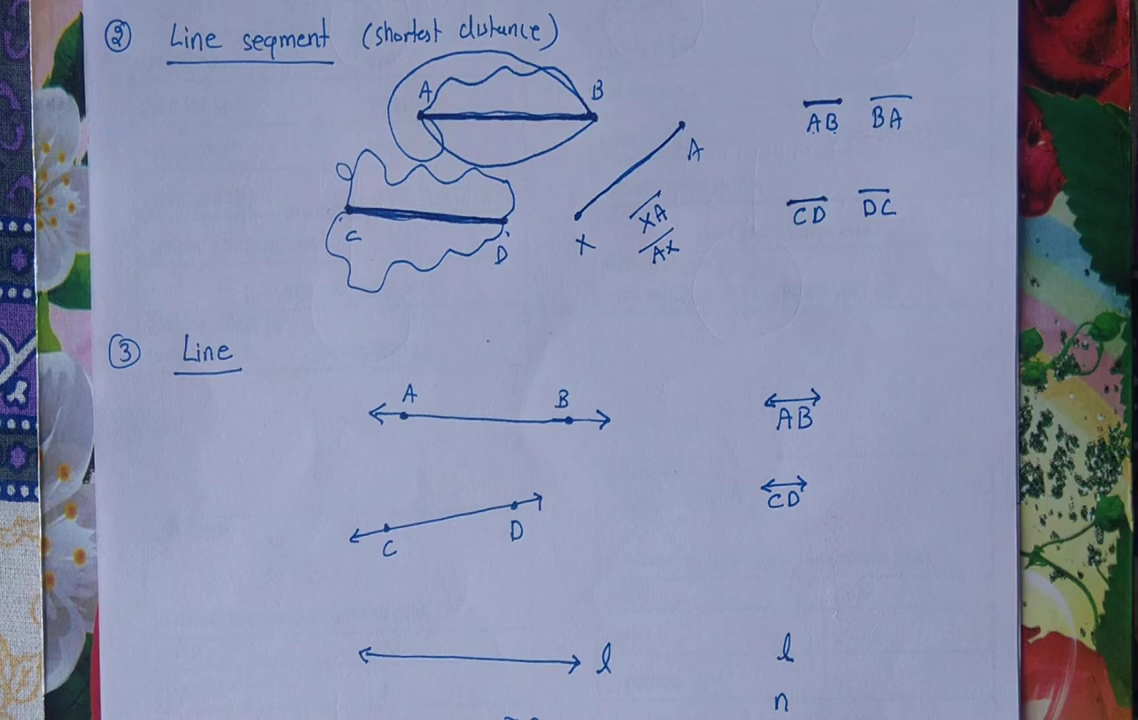 ② Line segment (shortest distance)
A B
A
X
XA
AX
C D
AB BA
CD DC
③ Line
A B
AB
C D
CD
l
l
n